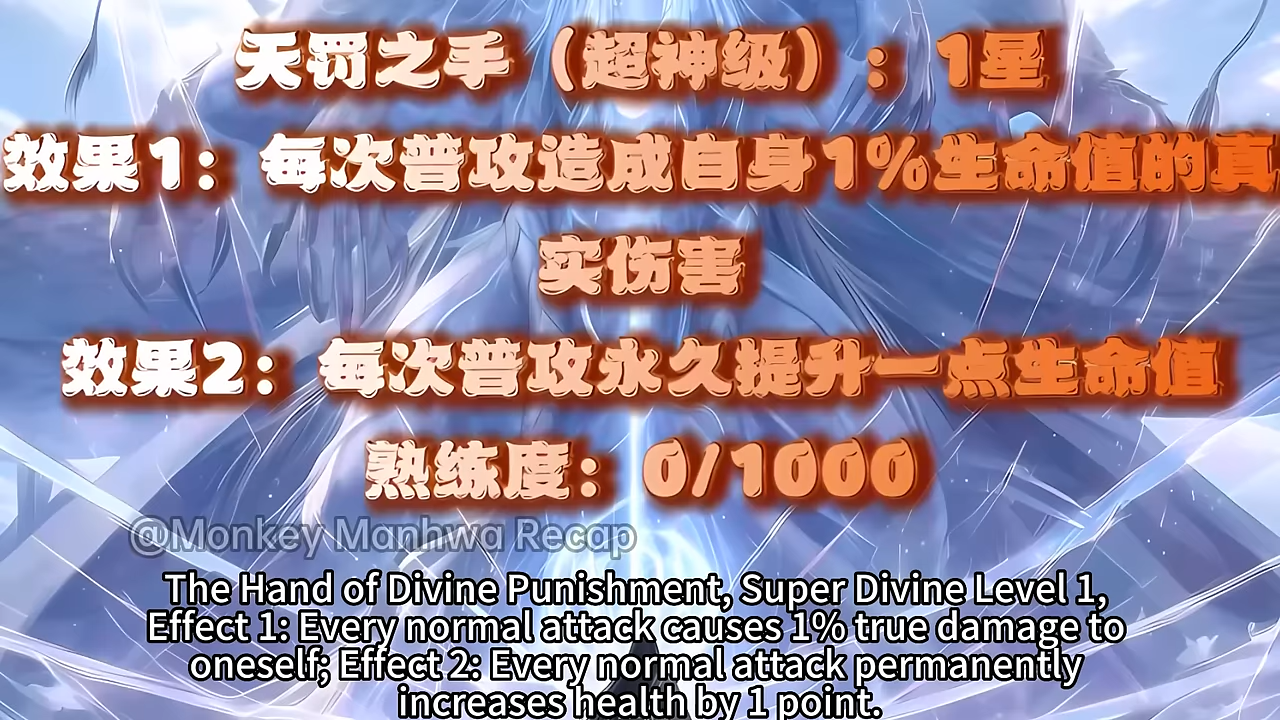 天罚之手（超神级）：1星
效果1：每次普攻造成自身1%生命值的真
实伤害
效果2：每次普攻永久提升一点生命值
熟练度：0/1000
@Monkey Manhwa Recap
The Hand of Divine Punishment, Super Divine Level 1,
Effect 1: Every normal attack causes 1% true damage to
oneself; Effect 2: Every normal attack permanently
increases health by 1 point.